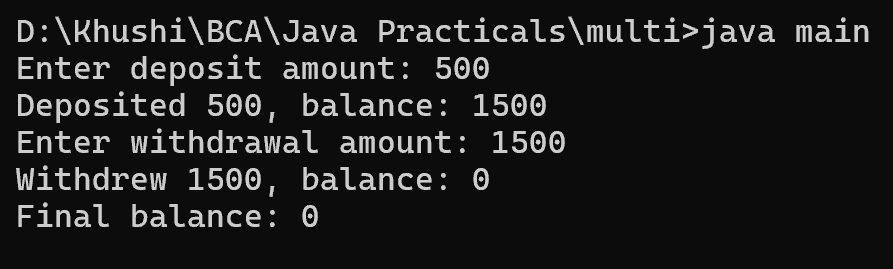 D:\Khushi\BCA\Java Practicals\multi>java main
Enter deposit amount: 500
Deposited 500, balance: 1500
Enter withdrawal amount: 1500
Withdrew 1500, balance: 0
Final balance: 0